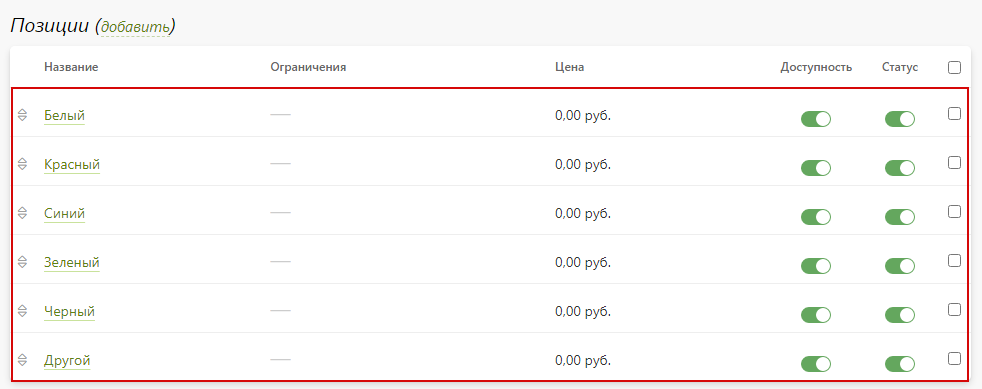 Позиции (добавить)
Название Ограничения Цена Доступность Статус
Белый — 0,00 руб.
Красный — 0,00 руб.
Синий — 0,00 руб.
Зеленый — 0,00 руб.
Черный — 0,00 руб.
Другой — 0,00 руб.